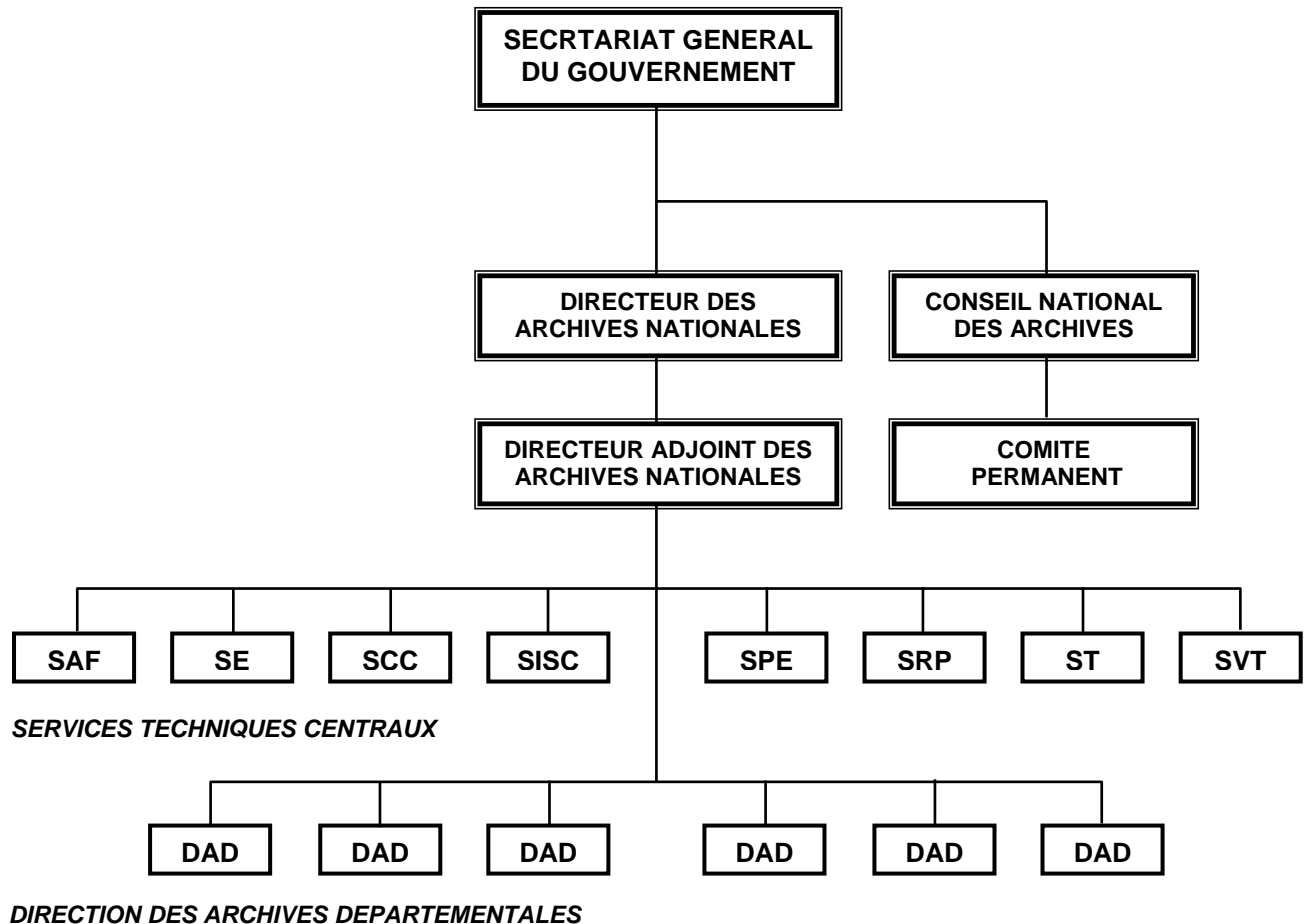 SECRTARIAT GENERAL
DU GOUVERNEMENT
DIRECTEUR DES
ARCHIVES NATIONALES
CONSEIL NATIONAL
DES ARCHIVES
DIRECTEUR ADJOINT DES
ARCHIVES NATIONALES
COMITE
PERMANENT
SAF
SE
SCC
SISC
SPE
SRP
ST
SVT
SERVICES TECHNIQUES CENTRAUX
DAD
DAD
DAD
DAD
DAD
DAD
DIRECTION DES ARCHIVES DEPARTEMENTALES